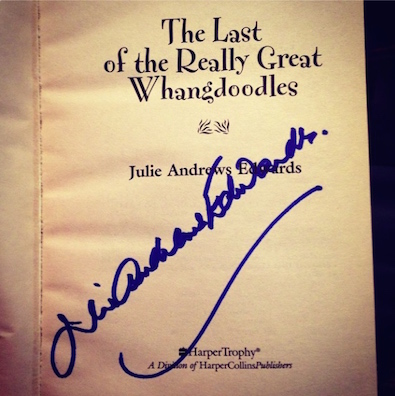 The Last
of the Really Great
Whangdoodles
Julie Andrews Edwards
Julie Andrews Edwards.
HarperTrophy®
A Division of HarperCollinsPublishers